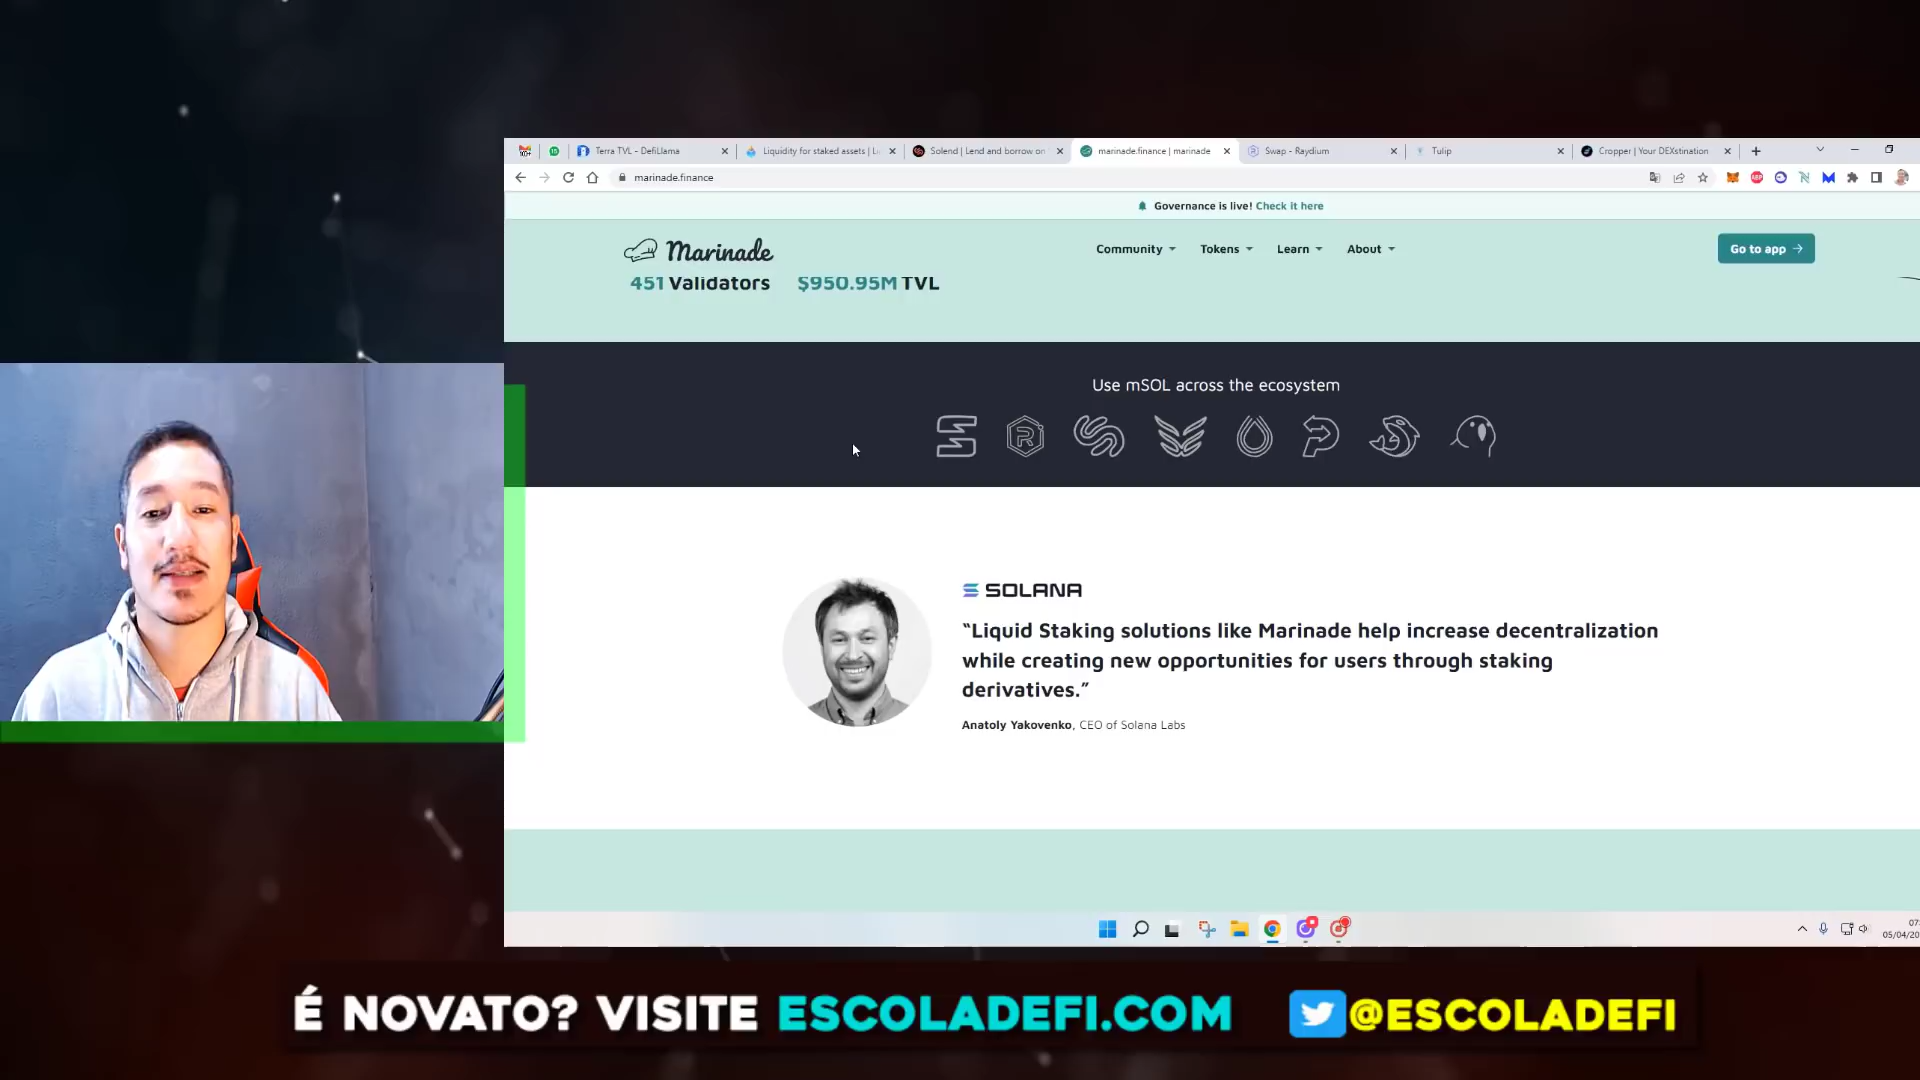 Terra TVL - DefiLlama
Liquidity for staked assets | Li
Solend | Lend and borrow on
marinade.finance | marinade
Swap - Raydium
Tulip
Cropper | Your DEXstination
marinade.finance
Governance is live! Check it here
Marinade
Community
Tokens
Learn
About
Go to app
451 Validators $950.95M TVL
Use mSOL across the ecosystem
SOLANA
“Liquid Staking solutions like Marinade help increase decentralization
while creating new opportunities for users through staking
derivatives.”
Anatoly Yakovenko, CEO of Solana Labs
07:
05/04/20
É NOVATO? VISITE ESCOLADEFI.COM @ESCOLADEFI